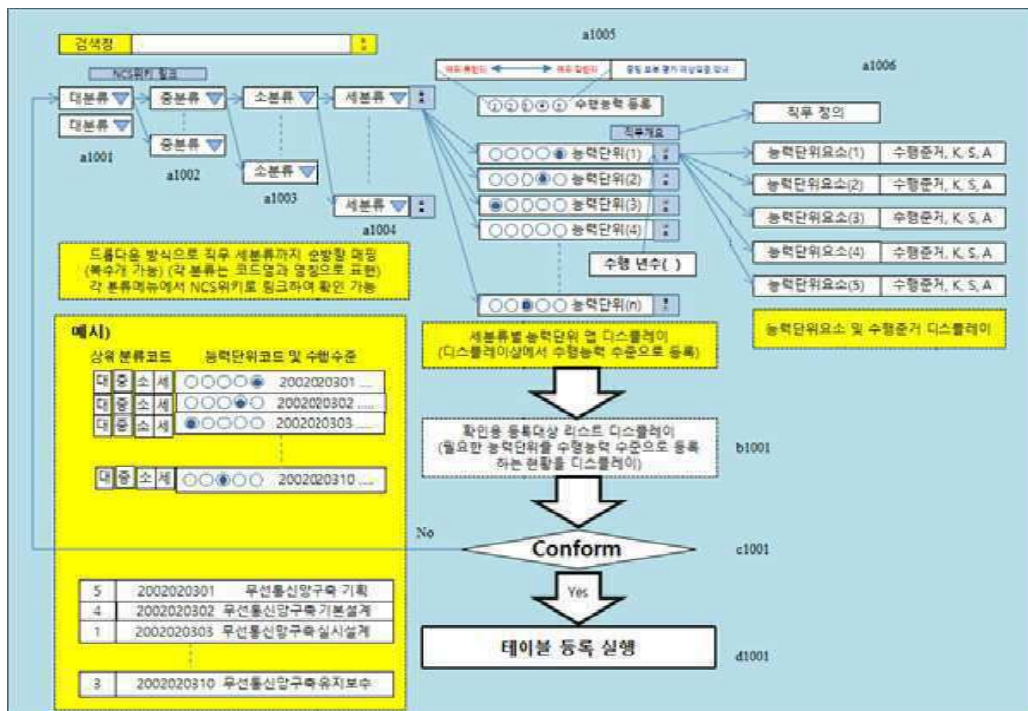 검색창
a1005
a1006
NCS위키 링크
중분류
대분류
중분류
소분류
세분류
수행능력 등록
직무 정의
대분류
중분류
a1001
a1002
소분류
a1003
세분류
a1004
직무개요
능력단위(1)
능력단위(2)
능력단위(3)
능력단위(4)
수행 년수( )
능력단위(n)
능력단위요소(1) 수행준거, K, S, A
능력단위요소(2) 수행준거, K, S, A
능력단위요소(3) 수행준거, K, S, A
능력단위요소(4) 수행준거, K, S, A
능력단위요소(5) 수행준거, K, S, A
드롭다운 방식으로 직무 세분류까지 순방향 매핑
(복수개 가능) (각 분류는 코드명과 명칭으로 표현)
각 분류메뉴에서 NCS위키로 링크하여 확인 가능
세분류별 능력단위 맵 디스플레이
(디스플레이상에서 수행능력 수준으로 등록)
능력단위요소 및 수행준거 디스플레이
예시)
상위 분류코드 능력단위코드 및 수행수준
대 중 소 세 2002020301 ....
대 중 소 세 2002020302 ....
대 중 소 세 2002020303 ....
대 중 소 세 2002020310 ....
확인용 등록대상 리스트 디스플레이
(필요한 능력단위를 수행능력 수준으로 등록
하는 현황을 디스플레이)
b1001
No
Conform
c1001
Yes
테이블 등록 실행
d1001
5 2002020301 무선통신망구축 기획
4 2002020302 무선통신망구축 기본설계
1 2002020303 무선통신망구축 실시설계
3 2002020310 무선통신망구축 유지보수